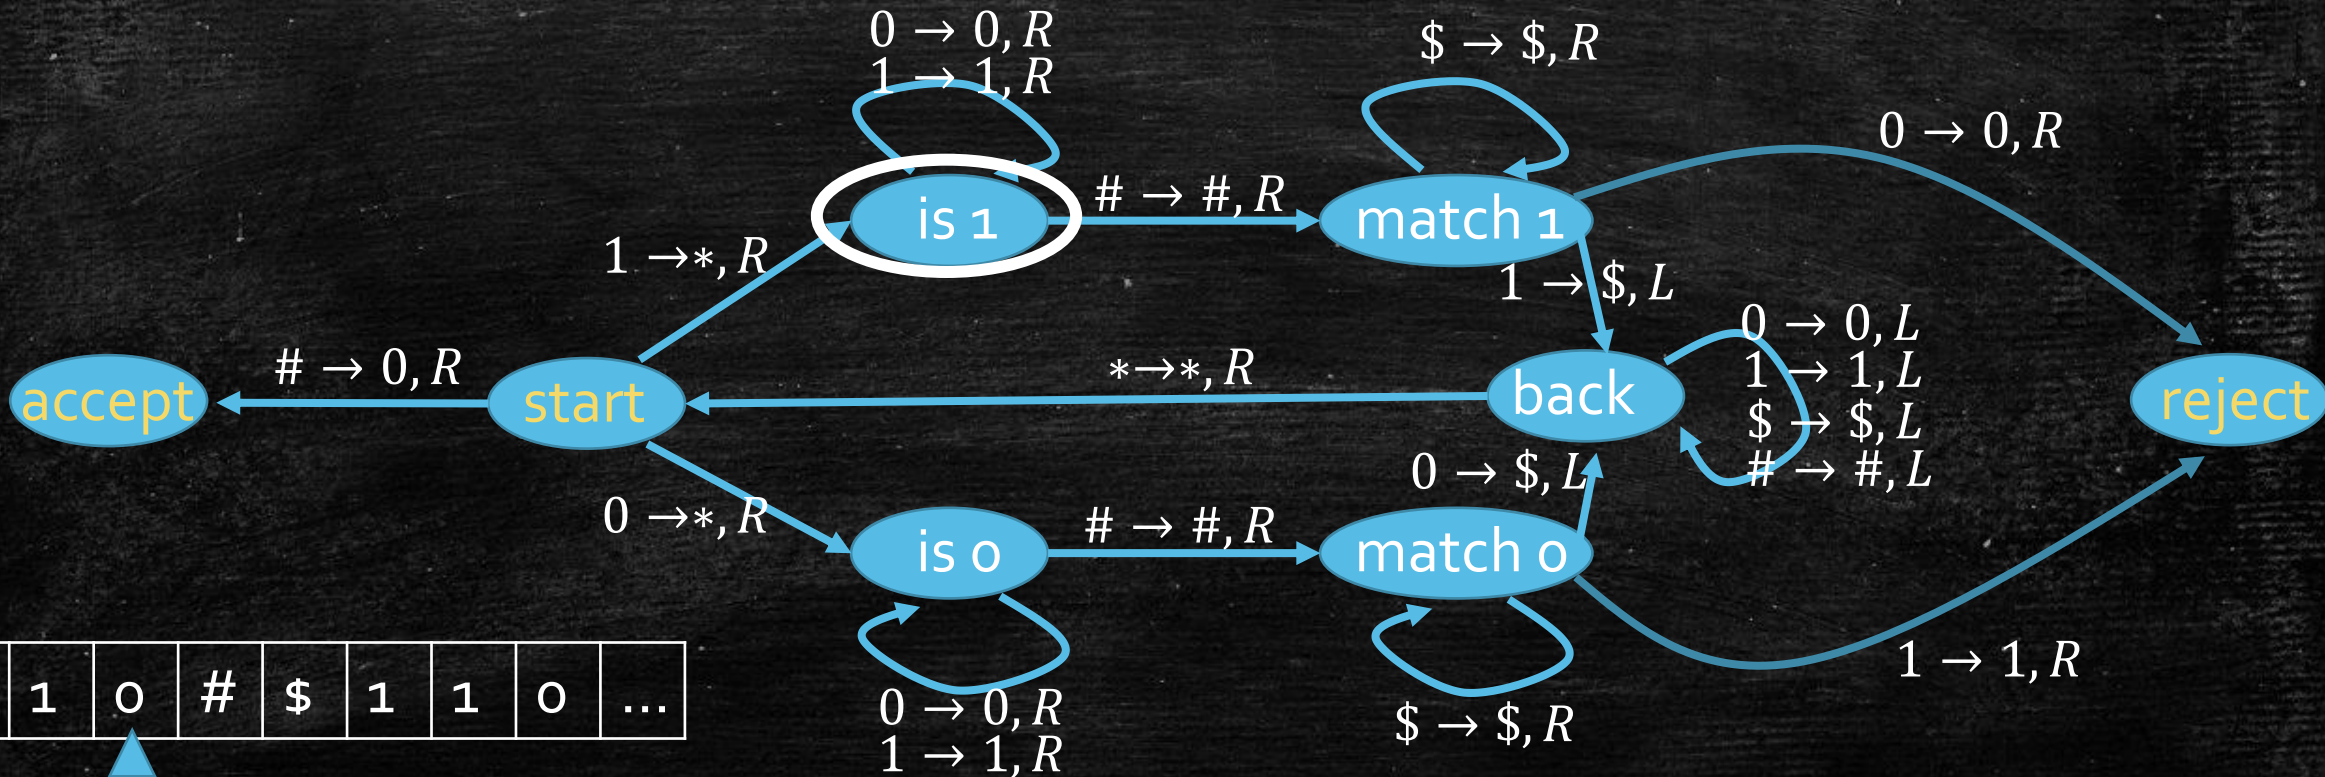 0 → 0, R
1 → 1, R
$ → $, R
0 → 0, R
is 1
# → #, R
match 1
1 →*, R
1 → $, L
0 → 0, L
1 → 1, L
$ → $, L
# → #, L
accept
# → 0, R
start
*→*, R
back
reject
0 → $, L
0 →*, R
is 0
# → #, R
match 0
1 → 1, R
0 → 0, R
1 → 1, R
$ → $, R
1 0 # $ 1 1 0 ...